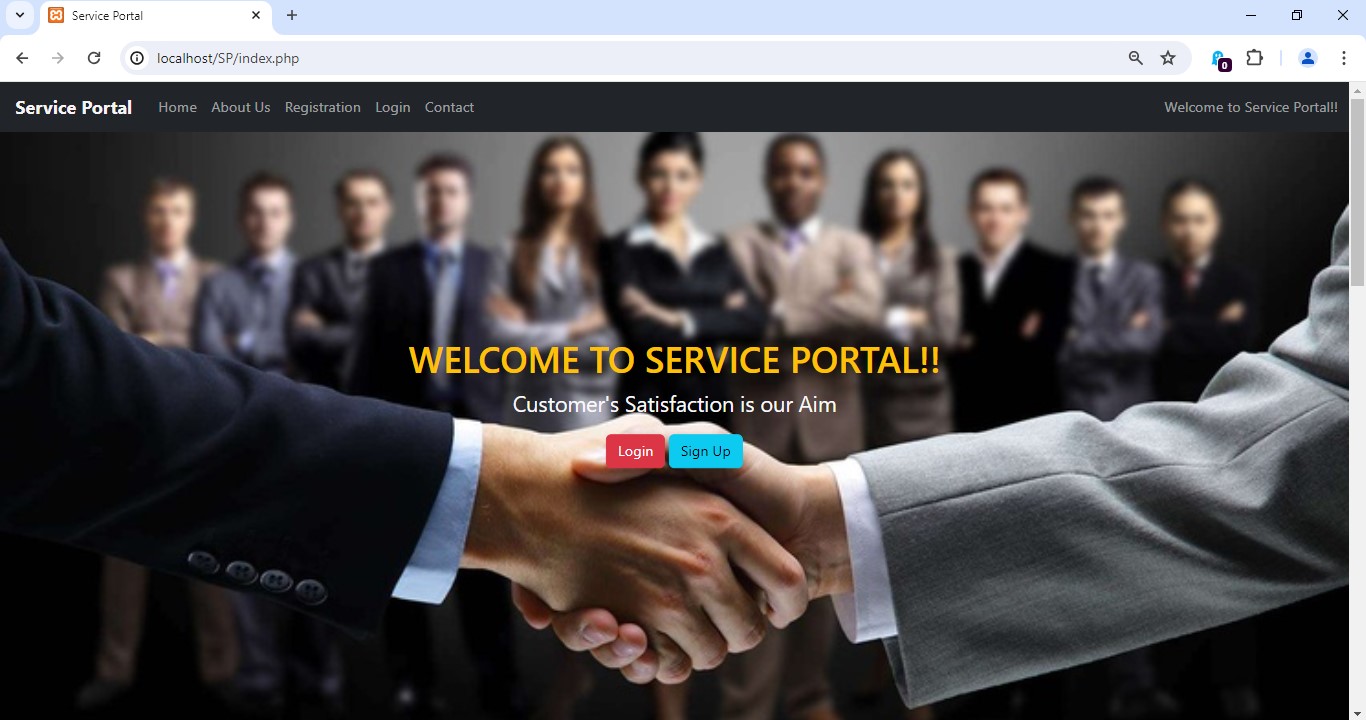 Service Portal
localhost/SP/index.php
0
Service Portal Home About Us Registration Login Contact Welcome to Service Portal!!
WELCOME TO SERVICE PORTAL!!
Customer's Satisfaction is our Aim
Login Sign Up